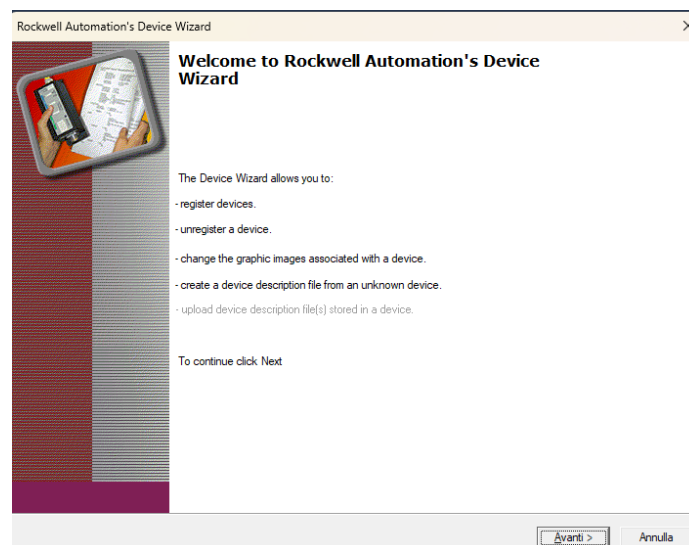 Rockwell Automation's Device Wizard
Welcome to Rockwell Automation's Device
Wizard
The Device Wizard allows you to:
- register devices.
- unregister a device.
- change the graphic images associated with a device.
- create a device description file from an unknown device.
- upload device description file(s) stored in a device.
To continue click Next
Avanti >
Annulla